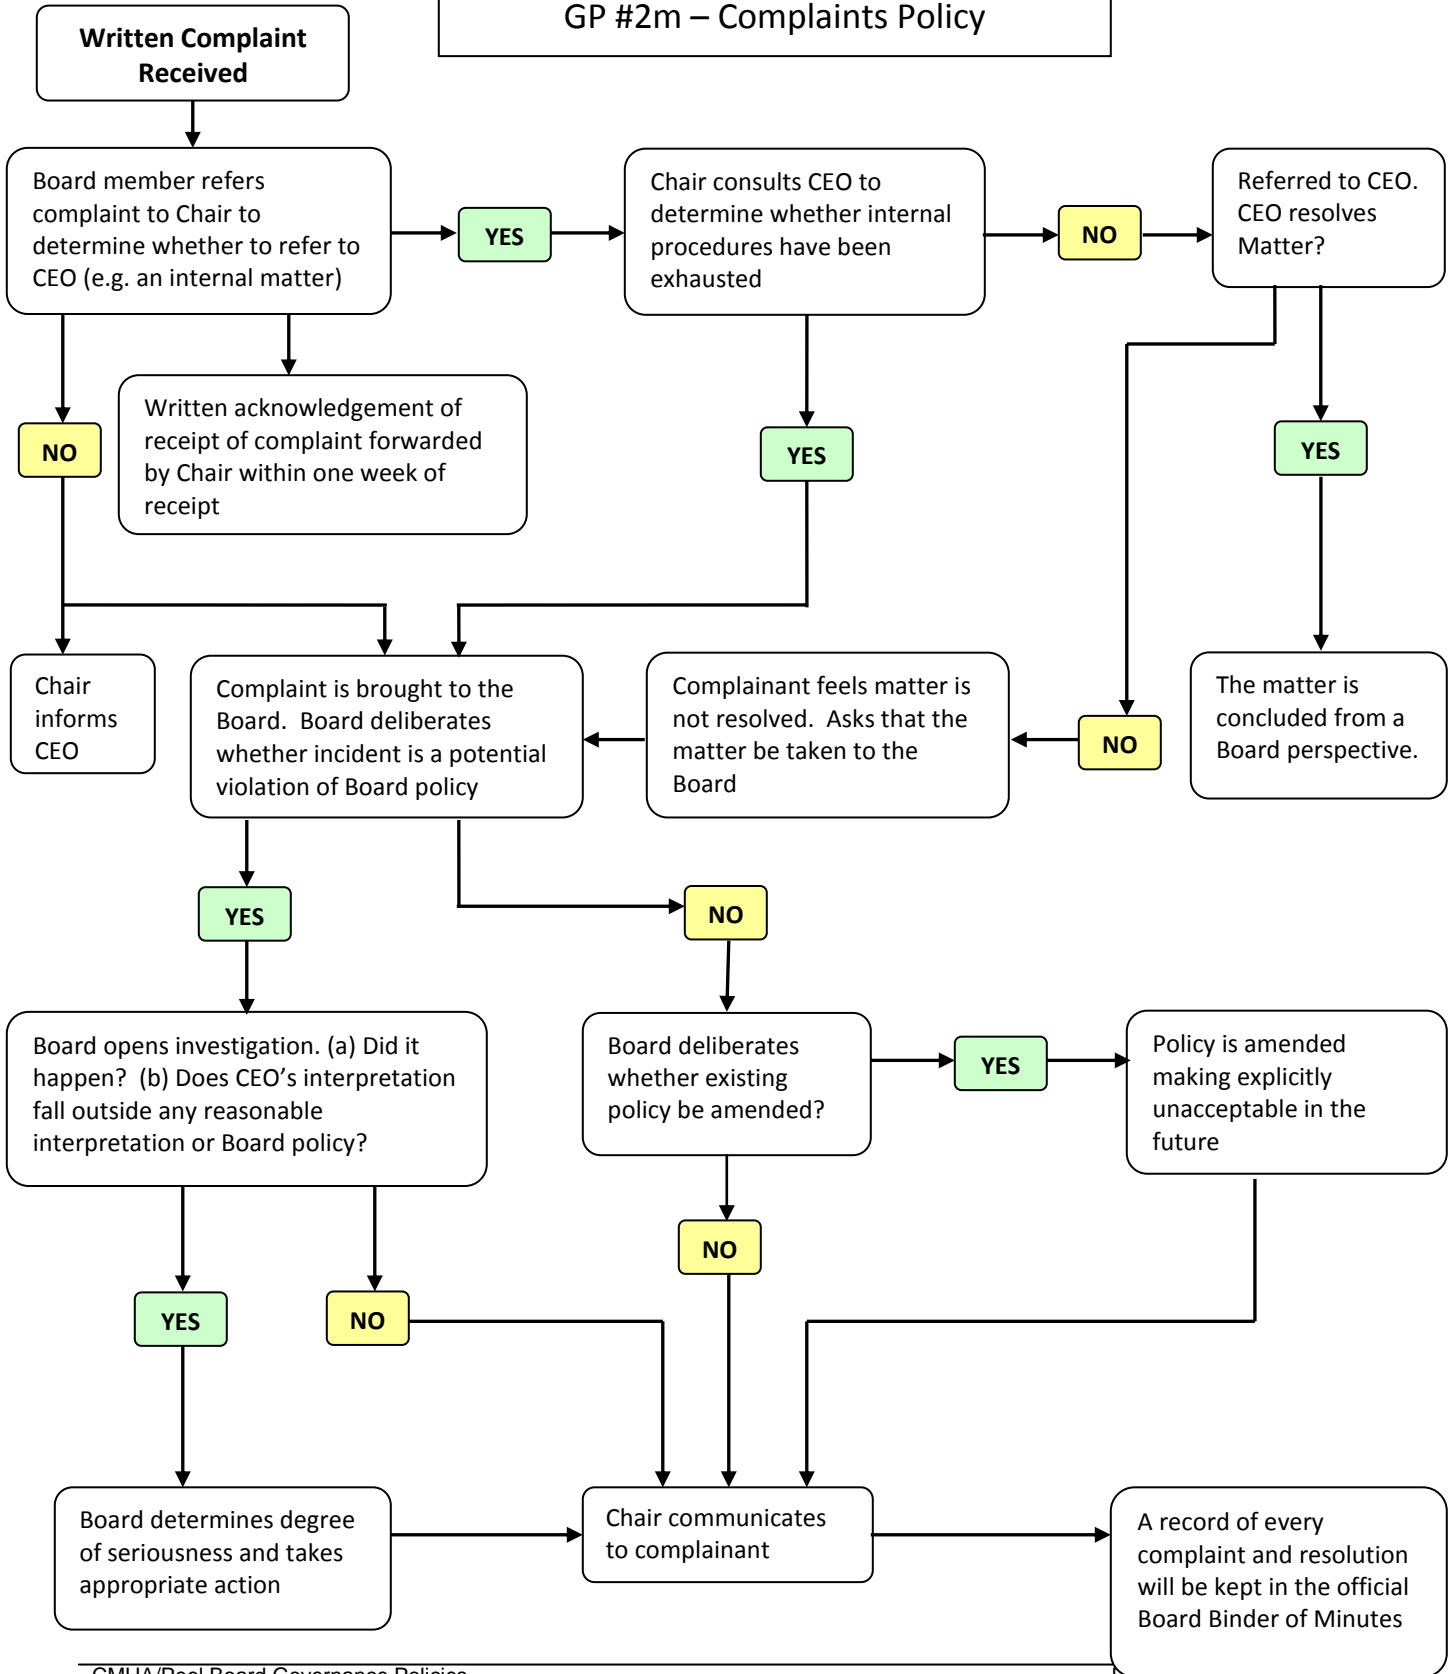 GP #2m – Complaints Policy
Written Complaint
Received
Board member refers
complaint to Chair to
determine whether to refer to
CEO (e.g. an internal matter)
YES
Chair consults CEO to
determine whether internal
procedures have been
exhausted
NO
Referred to CEO.
CEO resolves
Matter?
NO
Written acknowledgement of
receipt of complaint forwarded
by Chair within one week of
receipt
YES
YES
Chair
informs
CEO
Complaint is brought to the
Board.  Board deliberates
whether incident is a potential
violation of Board policy
Complainant feels matter is
not resolved.  Asks that the
matter be taken to the
Board
NO
The matter is
concluded from a
Board perspective.
YES
NO
Board opens investigation. (a) Did it
happen?  (b) Does CEO’s interpretation
fall outside any reasonable
interpretation or Board policy?
Board deliberates
whether existing
policy be amended?
YES
Policy is amended
making explicitly
unacceptable in the
future
NO
YES
NO
Board determines degree
of seriousness and takes
appropriate action
Chair communicates
to complainant
A record of every
complaint and resolution
will be kept in the official
Board Binder of Minutes
CMHA/Peel Board Governance Policies